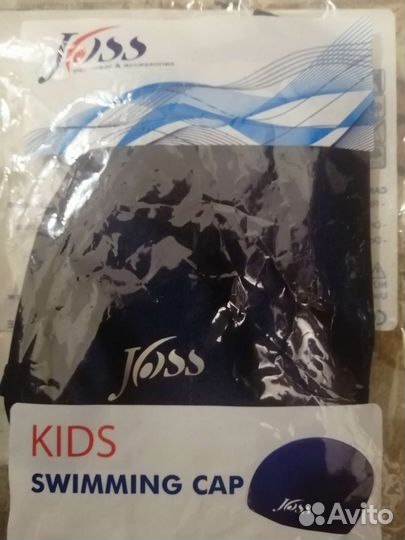 Joss
swimwear & accessories
Joss
KIDS
SWIMMING CAP
Joss
Avito